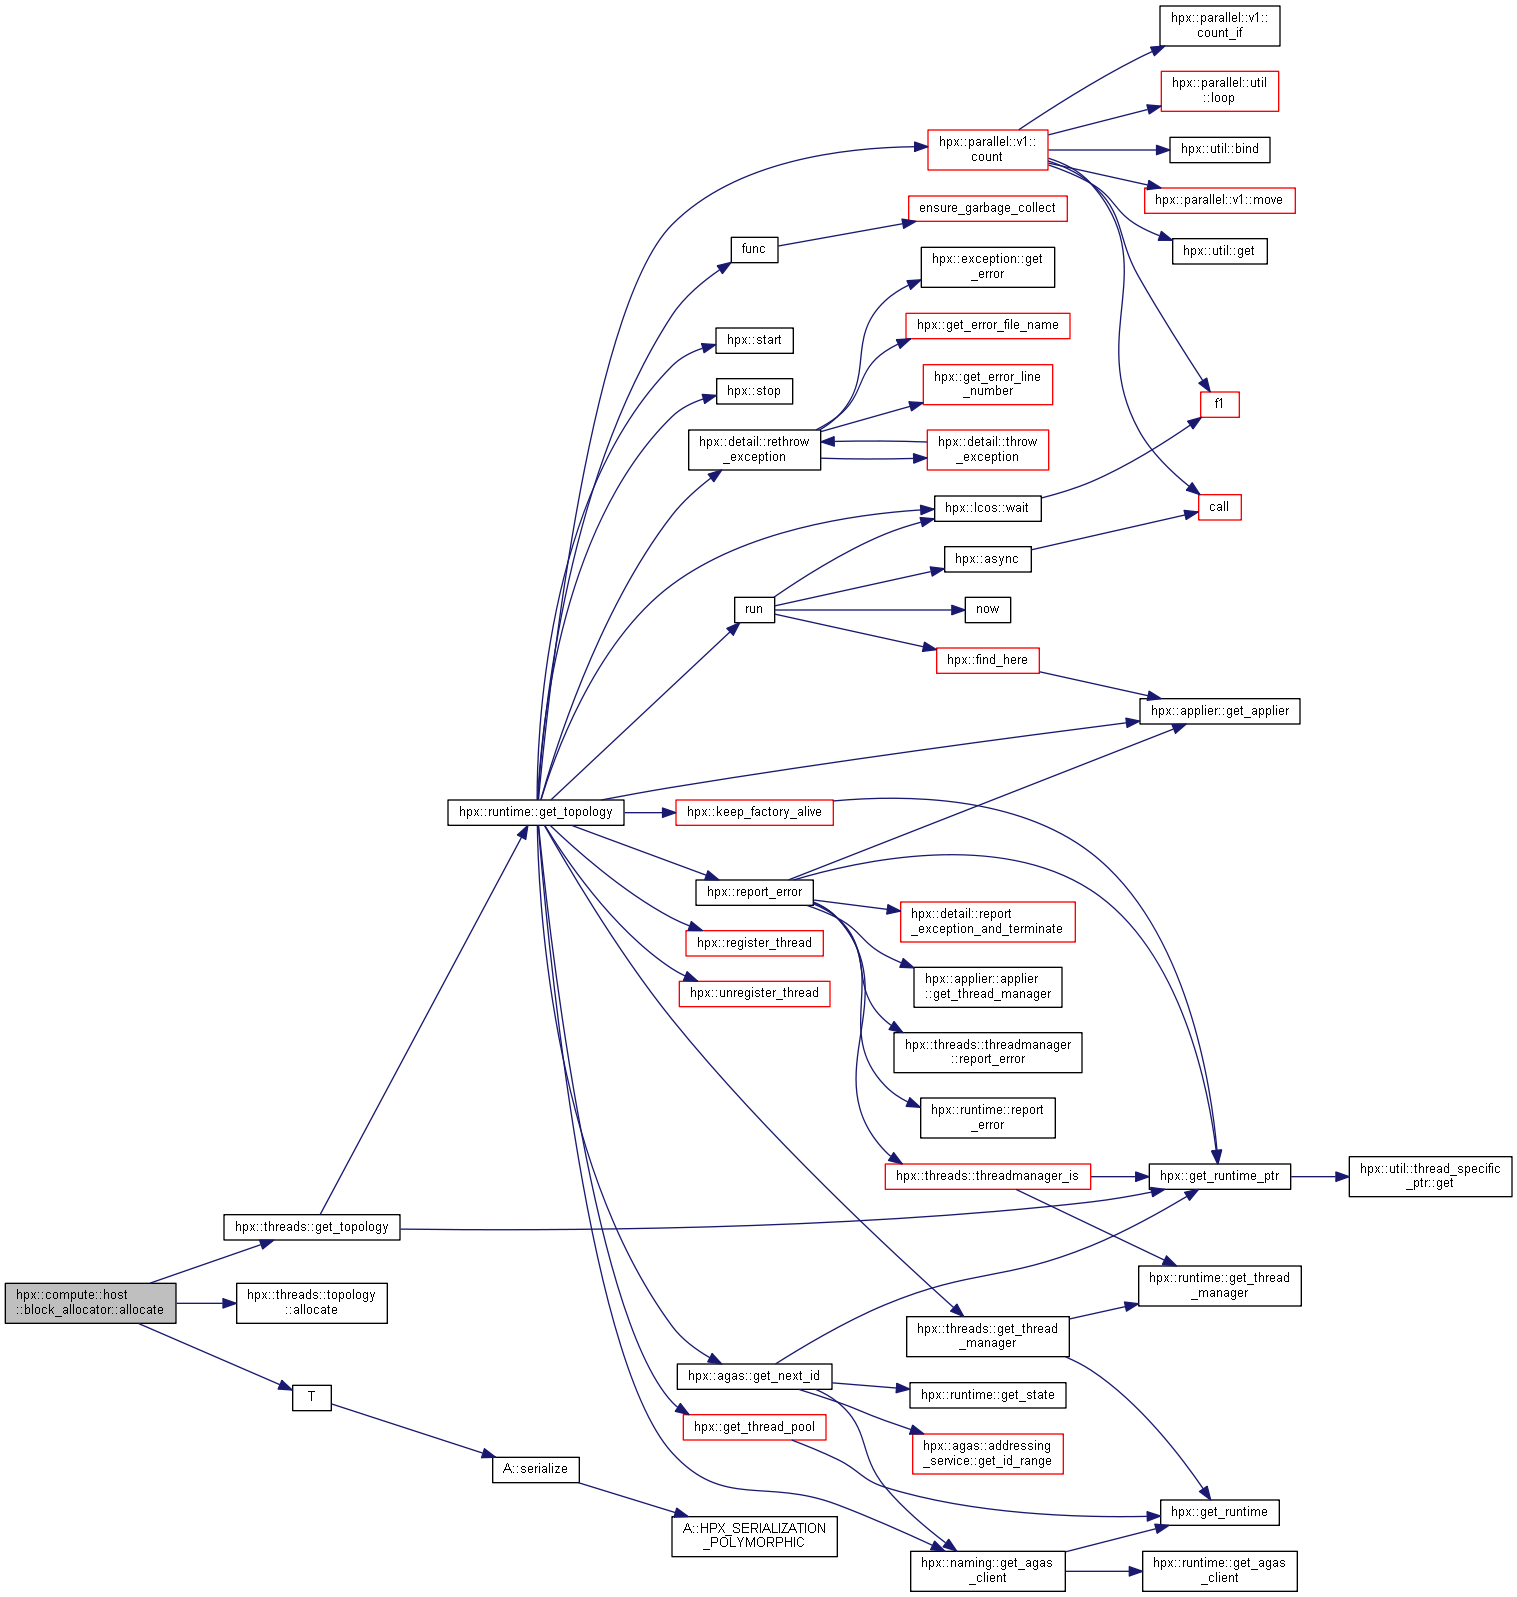 hpx::parallel::v1::
count_if
hpx::parallel::util
::loop
hpx::parallel::v1::
count
hpx::util::bind
hpx::parallel::v1::move
ensure_garbage_collect
func
hpx::util::get
hpx::exception::get
_error
hpx::start
hpx::get_error_file_name
hpx::stop
hpx::get_error_line
_number
f1
hpx::detail::rethrow
_exception
hpx::detail::throw
_exception
hpx::lcos::wait
call
hpx::async
run
now
hpx::find_here
hpx::applier::get_applier
hpx::runtime::get_topology
hpx::keep_factory_alive
hpx::report_error
hpx::detail::report
_exception_and_terminate
hpx::register_thread
hpx::applier::applier
::get_thread_manager
hpx::unregister_thread
hpx::threads::threadmanager
::report_error
hpx::runtime::report
_error
hpx::threads::threadmanager_is
hpx::get_runtime_ptr
hpx::util::thread_specific
_ptr::get
hpx::threads::get_topology
hpx::runtime::get_thread
_manager
hpx::compute::host
::block_allocator::allocate
hpx::threads::topology
::allocate
hpx::threads::get_thread
_manager
hpx::agas::get_next_id
hpx::runtime::get_state
T
hpx::get_thread_pool
hpx::agas::addressing
_service::get_id_range
A::serialize
hpx::get_runtime
A::HPX_SERIALIZATION
_POLYMORPHIC
hpx::naming::get_agas
_client
hpx::runtime::get_agas
_client